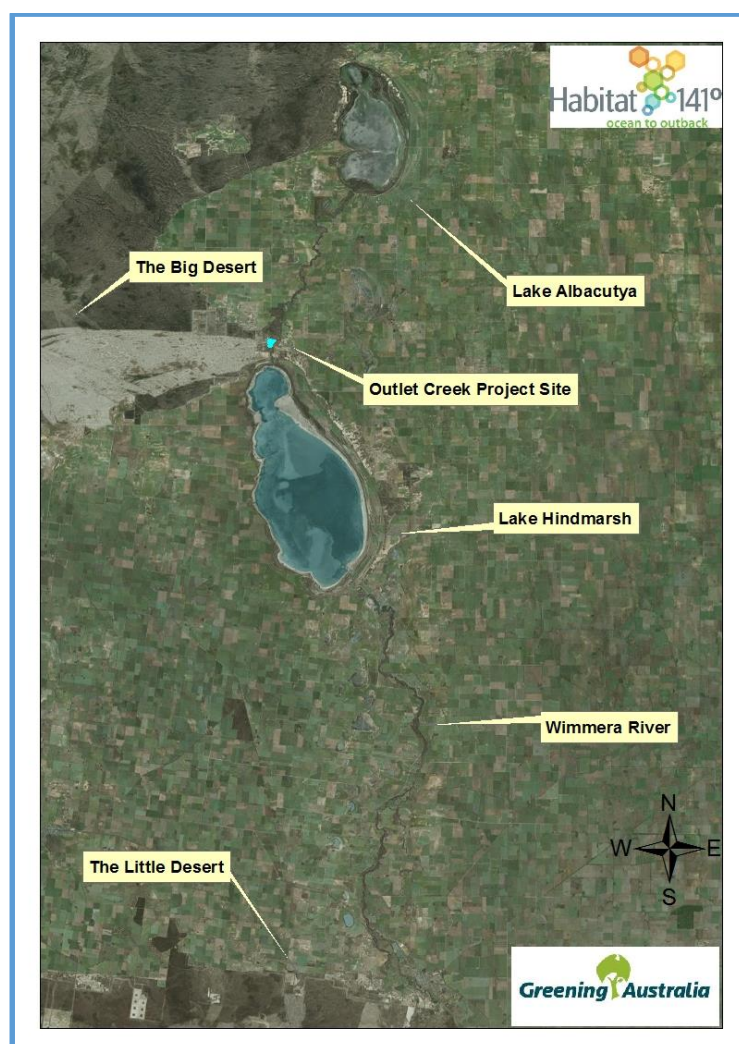 Habitat 141°
ocean to outback
The Big Desert
Lake Albacutya
Outlet Creek Project Site
Lake Hindmarsh
Wimmera River
N
W E
S
The Little Desert
Greening Australia